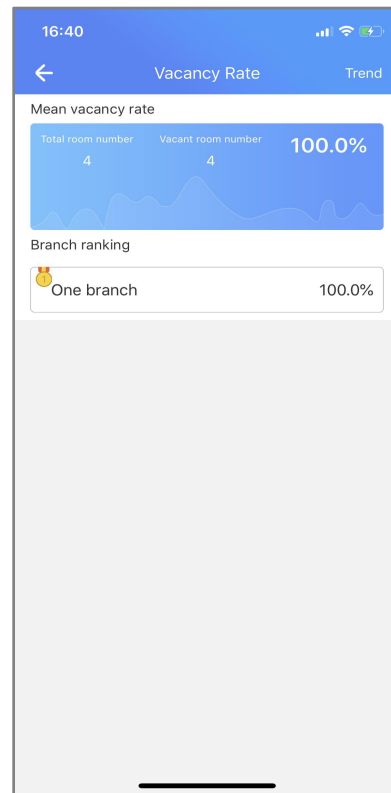 16:40
Vacancy Rate Trend
Mean vacancy rate
Total room number Vacant room number 100.0%
4 4
Branch ranking
1
One branch 100.0%